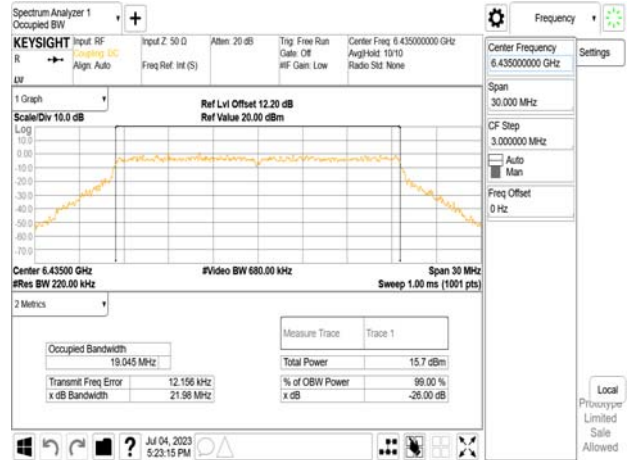 Spectrum Analyzer 1
Occupied BW
Frequency
KEYSIGHT
Input: RF
Coupling: DC
Align: Auto
Input Z: 50 Ω
Freq Ref: Int (S)
Atten: 20 dB
Trig: Free Run
Gate: Off
#IF Gain: Low
Center Freq: 6.435000000 GHz
Avg|Hold: 10/10
Radio Std: None
R
LXI
Center Frequency
6.435000000 GHz
Settings
Span
30.000 MHz
CF Step
3.000000 MHz
Auto
Man
Freq Offset
0 Hz
1 Graph
Scale/Div 10.0 dB
Ref Lvl Offset 12.20 dB
Ref Value 20.00 dBm
Log
10.0
0.00
-10.0
-20.0
-30.0
-40.0
-50.0
-60.0
-70.0
Center 6.43500 GHz
#Res BW 220.00 kHz
#Video BW 680.00 kHz
Span 30 MHz
Sweep 1.00 ms (1001 pts)
2 Metrics
Measure Trace
Trace 1
Occupied Bandwidth
19.045 MHz
Total Power
15.7 dBm
Transmit Freq Error
12.156 kHz
% of OBW Power
99.00 %
x dB Bandwidth
21.98 MHz
x dB
-26.00 dB
Local
Prototype
Limited
Sale
Allowed
Jul 04, 2023
5:23:15 PM